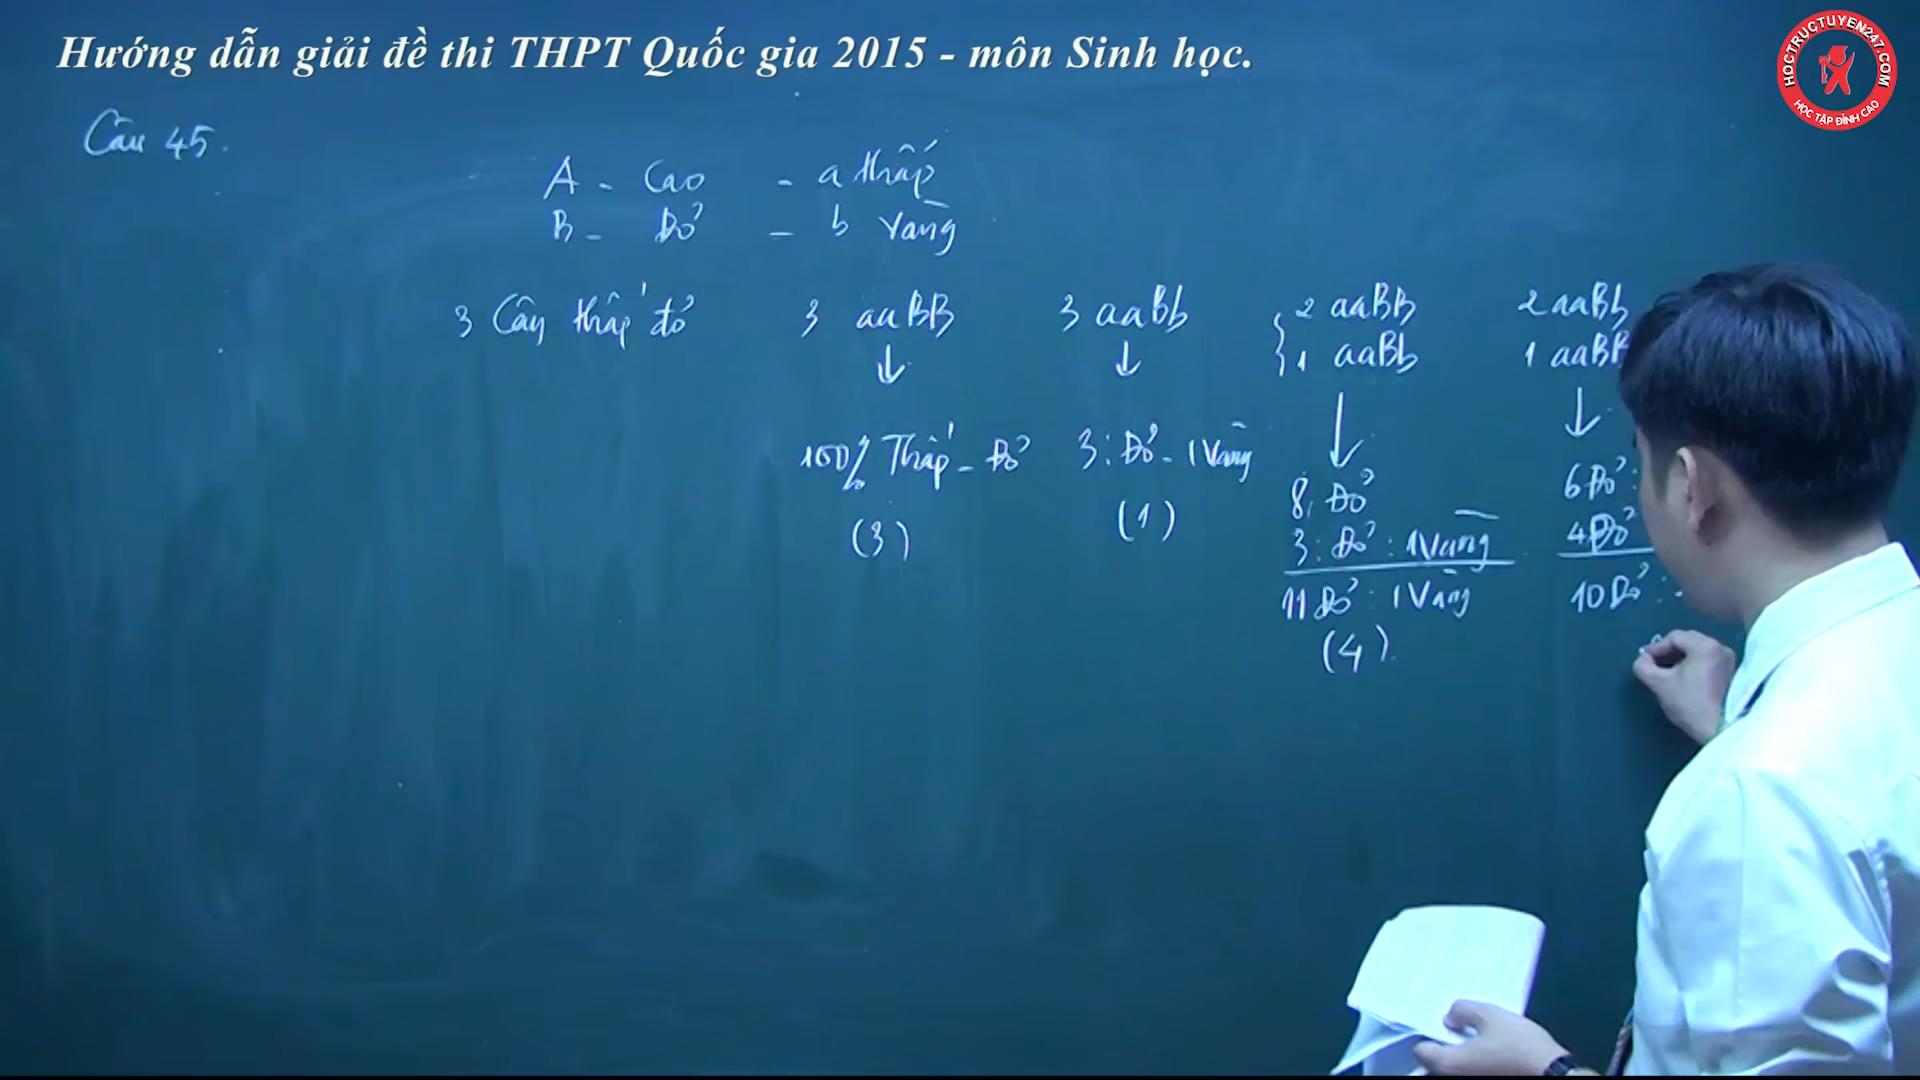 Hướng dẫn giải đề thi THPT Quốc gia 2015 - môn Sinh học.
HOCTRUCTUYEN247.COM
HỌC TẬP ĐỈNH CAO
Câu 45.
A - Cao - a thấp
B - Đỏ - b Vàng
3 Cây thấp đỏ
3 aaBB
↓
100% Thấp - Đỏ
(3)
3 aaBb
↓
3: Đỏ - 1 Vàng
(1)
2 aaBB
1 aaBb
↓
8: Đỏ
3: Đỏ: 1 Vàng
11 Đỏ: 1 Vàng
(4).
2 aaBb
1 aaBB
↓
6 Đỏ:
4 Đỏ
10 Đỏ: